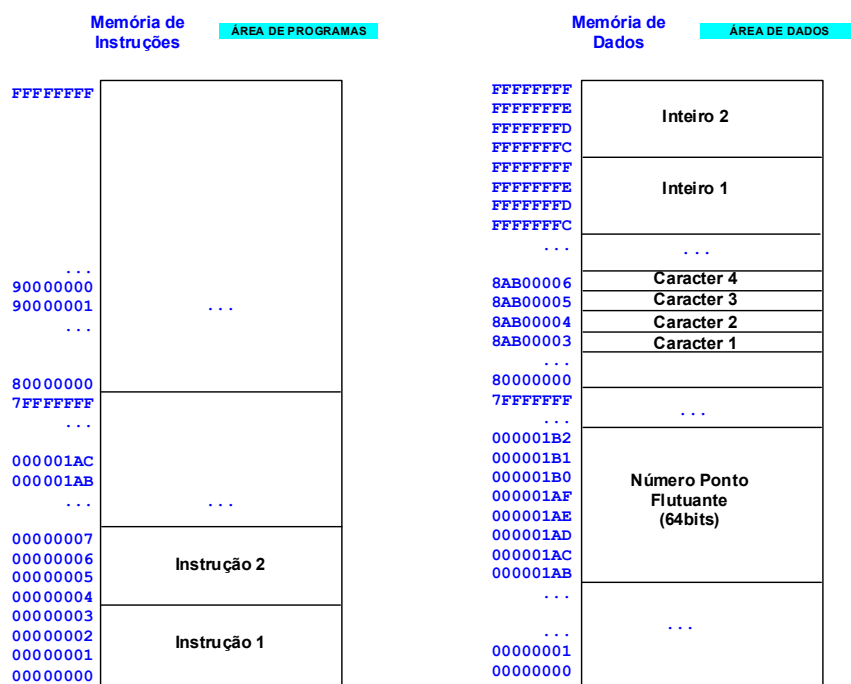 Memória de
Instruções
ÁREA DE PROGRAMAS
FFFFFFFF
...
90000000
90000001
...
...
80000000
7FFFFFFF
...
000001AC
000001AB
...
...
00000007
00000006
00000005
00000004
Instrução 2
00000003
00000002
00000001
00000000
Instrução 1
Memória de
Dados
ÁREA DE DADOS
FFFFFFFF
FFFFFFFE
FFFFFFFD
FFFFFFFC
Inteiro 2
FFFFFFFF
FFFFFFFE
FFFFFFFD
FFFFFFFC
Inteiro 1
...
...
8AB00006
Caracter 4
8AB00005
Caracter 3
8AB00004
Caracter 2
8AB00003
Caracter 1
...
80000000
7FFFFFFF
...
...
000001B2
000001B1
000001B0
000001AF
000001AE
000001AD
000001AC
000001AB
Número Ponto
Flutuante
(64bits)
...
...
...
00000001
00000000